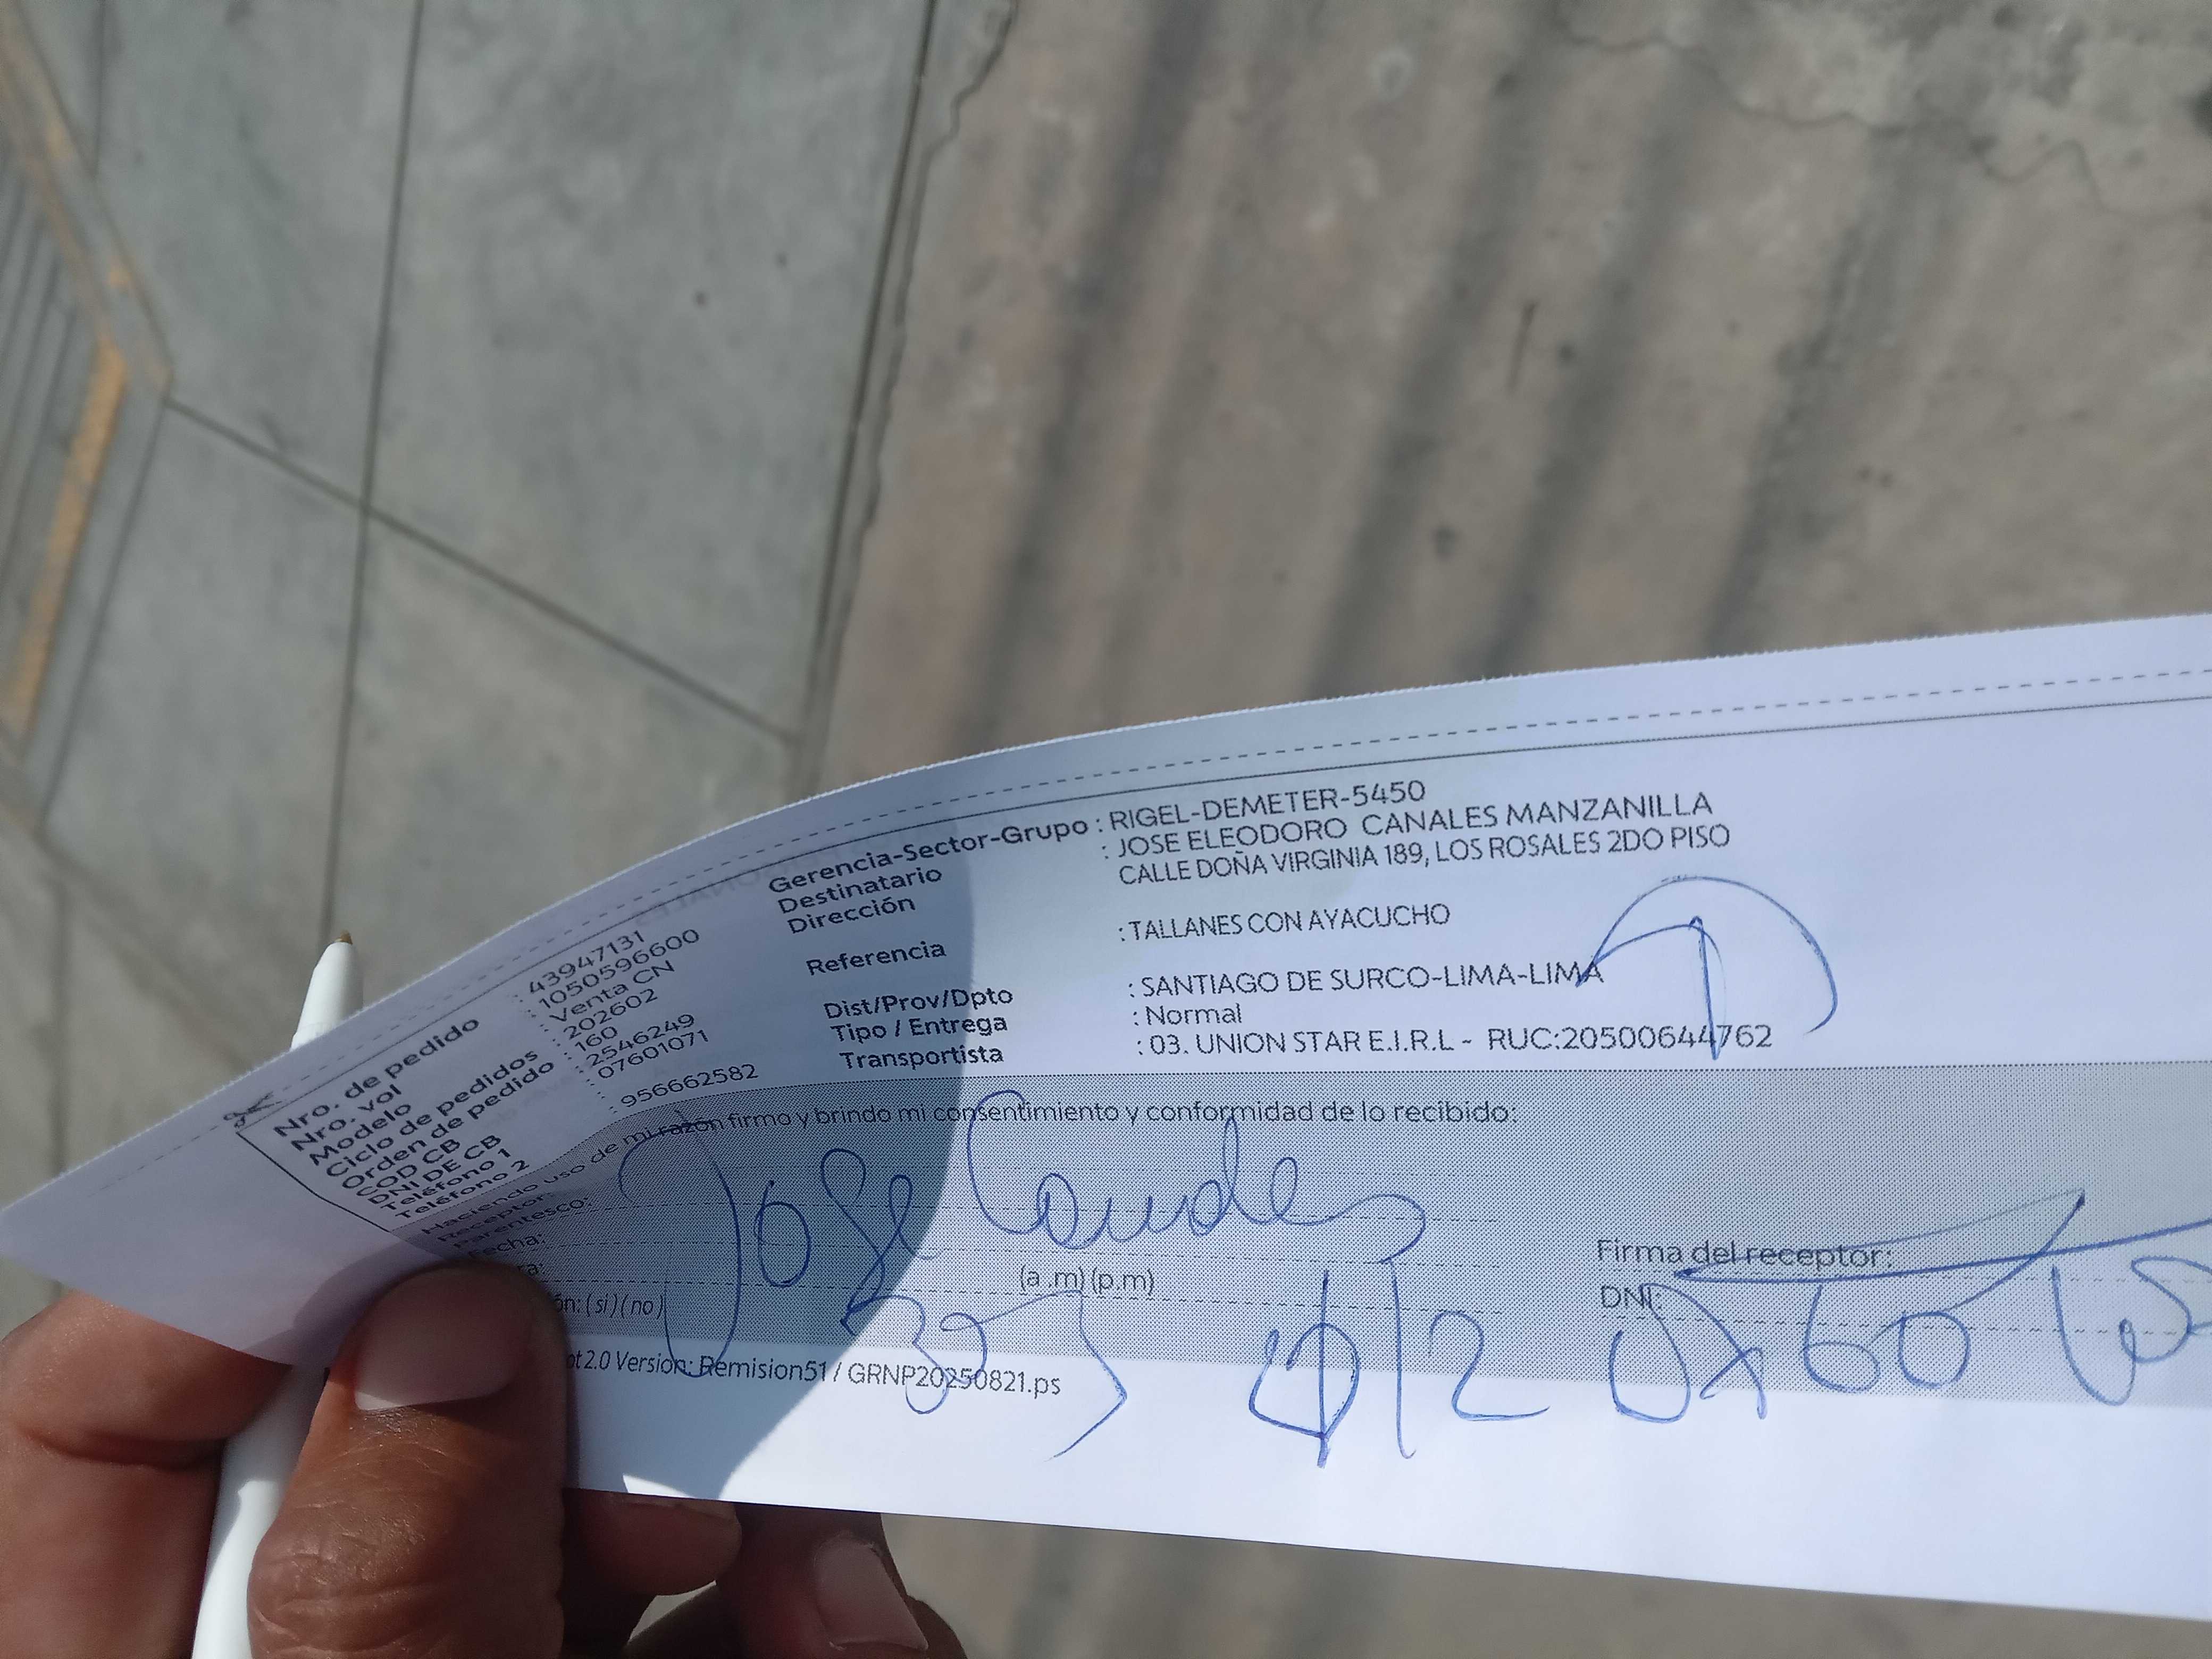 Nro. de pedido : 43947131
Nro. vol : 1050596600
Modelo : Venta CN
Ciclo de pedidos : 202602
Orden de pedido : 160
COD CB : 2546249
DNI DE CB : 07601071
Teléfono 1
Teléfono 2 : 956662582
Gerencia-Sector-Grupo : RIGEL-DEMETER-5450
Destinatario : JOSE ELEODORO CANALES MANZANILLA
Dirección CALLE DOÑA VIRGINIA 189, LOS ROSALES 2DO PISO
Referencia : TALLANES CON AYACUCHO
Dist/Prov/Dpto : SANTIAGO DE SURCO-LIMA-LIMA
Tipo / Entrega : Normal
Transportista : 03. UNION STAR E.I.R.L - RUC:20500644762
Haciendo uso de mi razón firmo y brindo mi consentimiento y conformidad de lo recibido:
Receptor
Parentesco:
Fecha:
(a .m) (p.m)
( si ) ( no )
Jose Canales
Firma del receptor:
DNI:
2.0 Version: Remision51 / GRNP20250821.ps